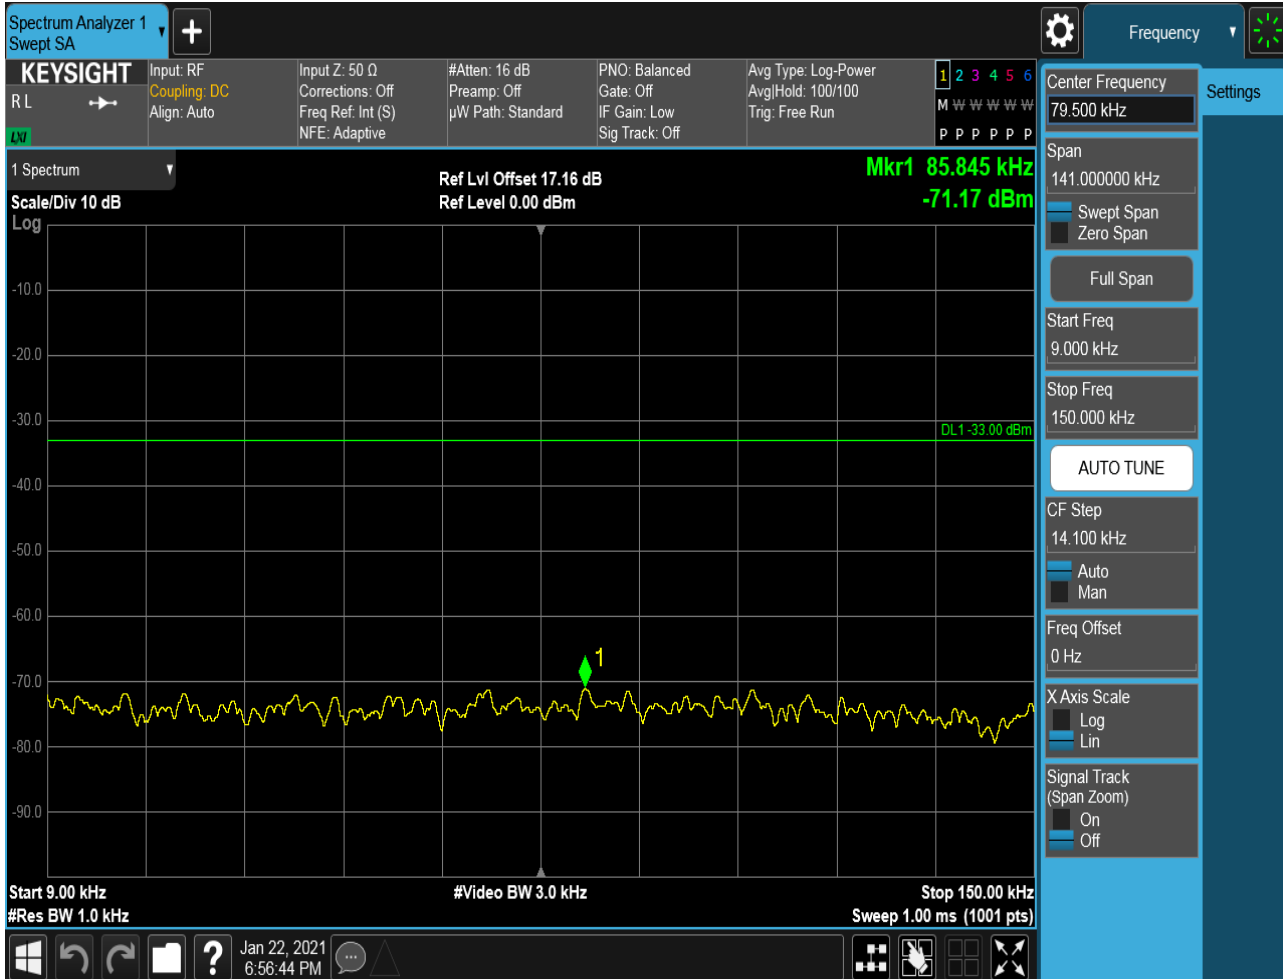 Spectrum Analyzer 1
Swept SA
Frequency
KEYSIGHT
R L
LXI
Input: RF
Coupling: DC
Align: Auto
Input Z: 50 Ω
Corrections: Off
Freq Ref: Int (S)
NFE: Adaptive
#Atten: 16 dB
Preamp: Off
µW Path: Standard
PNO: Balanced
Gate: Off
IF Gain: Low
Sig Track: Off
Avg Type: Log-Power
Avg|Hold: 100/100
Trig: Free Run
1 2 3 4 5 6
M W W W W W
P P P P P P
1 Spectrum
Scale/Div 10 dB
Log
Ref Lvl Offset 17.16 dB
Ref Level 0.00 dBm
Mkr1 85.845 kHz
-71.17 dBm
-10.0
-20.0
-30.0
DL1 -33.00 dBm
-40.0
-50.0
-60.0
1
-70.0
-80.0
-90.0
Start 9.00 kHz
#Res BW 1.0 kHz
#Video BW 3.0 kHz
Stop 150.00 kHz
Sweep 1.00 ms (1001 pts)
Center Frequency
79.500 kHz
Settings
Span
141.000000 kHz
Swept Span
Zero Span
Full Span
Start Freq
9.000 kHz
Stop Freq
150.000 kHz
AUTO TUNE
CF Step
14.100 kHz
Auto
Man
Freq Offset
0 Hz
X Axis Scale
Log
Lin
Signal Track
(Span Zoom)
On
Off
?
Jan 22, 2021
6:56:44 PM